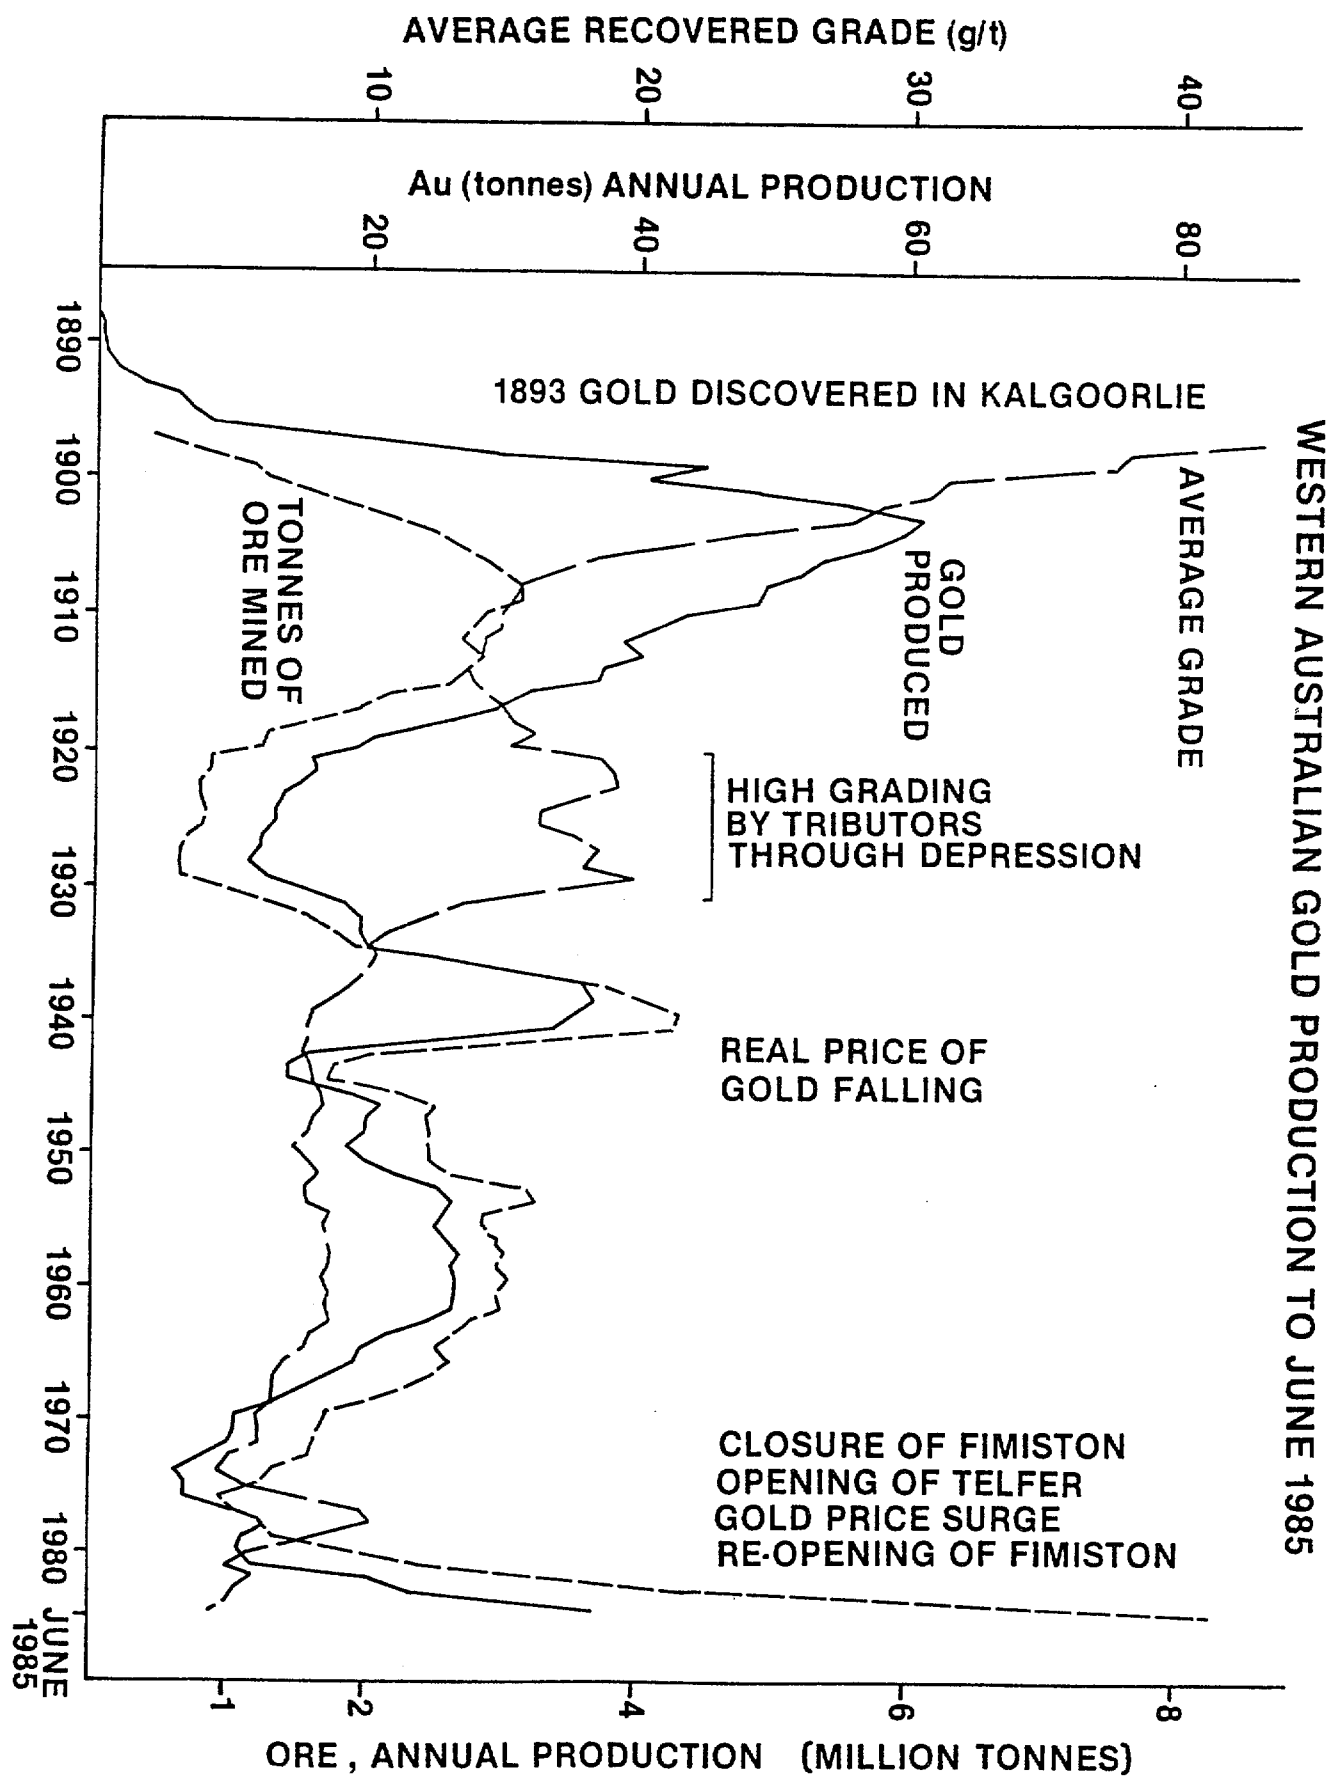 WESTERN AUSTRALIAN GOLD PRODUCTION TO JUNE 1985
AVERAGE RECOVERED GRADE (g/t)
10
20
30
40
Au (tonnes) ANNUAL PRODUCTION
20
40
60
80
1893 GOLD DISCOVERED IN KALGOORLIE
AVERAGE GRADE
GOLD
PRODUCED
TONNES OF
ORE MINED
HIGH GRADING
BY TRIBUTORS
THROUGH DEPRESSION
REAL PRICE OF
GOLD FALLING
CLOSURE OF FIMISTON
OPENING OF TELFER
GOLD PRICE SURGE
RE-OPENING OF FIMISTON
1890
1900
1910
1920
1930
1940
1950
1960
1970
1980
JUNE
1985
1
2
4
6
8
ORE, ANNUAL PRODUCTION (MILLION TONNES)